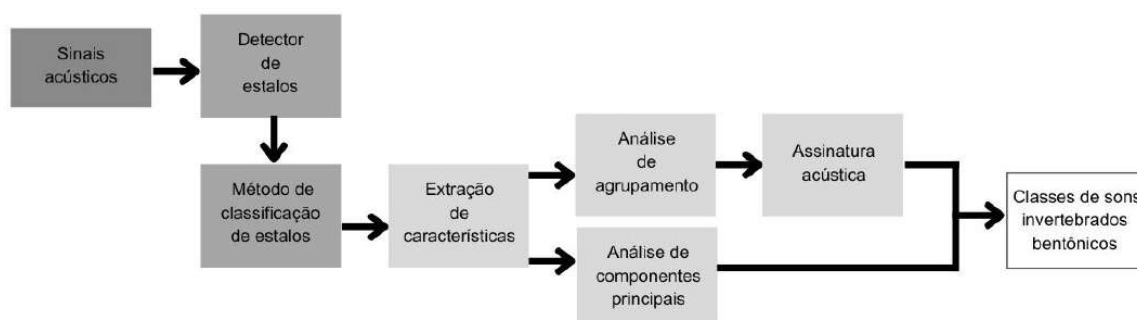 Sinais
acústicos
Detector
de
estalos
Método de
classificação
de estalos
Extração
de
características
Análise
de
agrupamento
Assinatura
acústica
Análise de
componentes
principais
Classes de sons
invertebrados
bentônicos